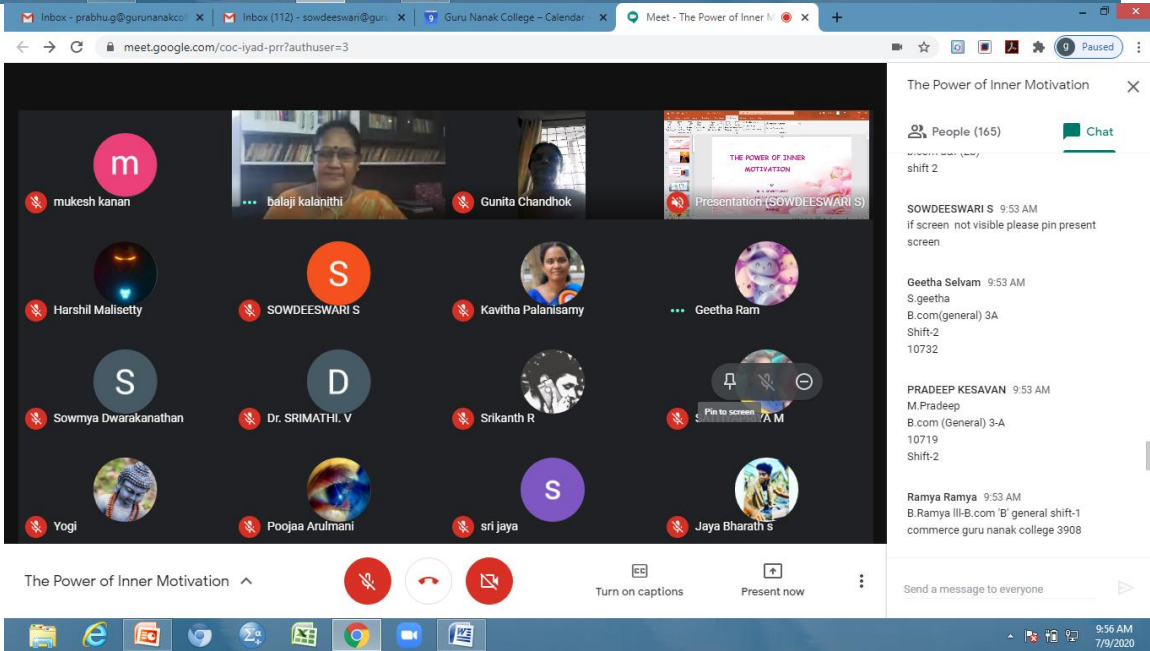 Inbox - prabhu.g@gurunanakcol
Inbox (112) - sowdeeswari@guru
Guru Nanak College – Calendar -
Meet - The Power of Inner M
meet.google.com/coc-iyad-prr?authuser=3
g Paused
The Power of Inner Motivation
People (165)
Chat
shift 2
SOWDEESWARI S 9:53 AM
if screen not visible please pin present
screen
Geetha Selvam 9:53 AM
S.geetha
B.com(general) 3A
Shift-2
10732
PRADEEP KESAVAN 9:53 AM
M.Pradeep
B.com (General) 3-A
10719
Shift-2
Ramya Ramya 9:53 AM
B.Ramya lll-B.com 'B' general shift-1
commerce guru nanak college 3908
Send a message to everyone
m
mukesh kanan
balaji kalanithi
Gunita Chandhok
THE POWER OF INNER
MOTIVATION
Presentation (SOWDEESWARI S)
Harshil Malisetty
S
SOWDEESWARI S
Kavitha Palanisamy
Geetha Ram
S
Sowmya Dwarakanathan
D
Dr. SRIMATHI. V
Srikanth R
Pin to screen
A M
Yogi
Poojaa Arulmani
S
sri jaya
Jaya Bharath s
The Power of Inner Motivation
CC
Turn on captions
Present now
9:56 AM
7/9/2020